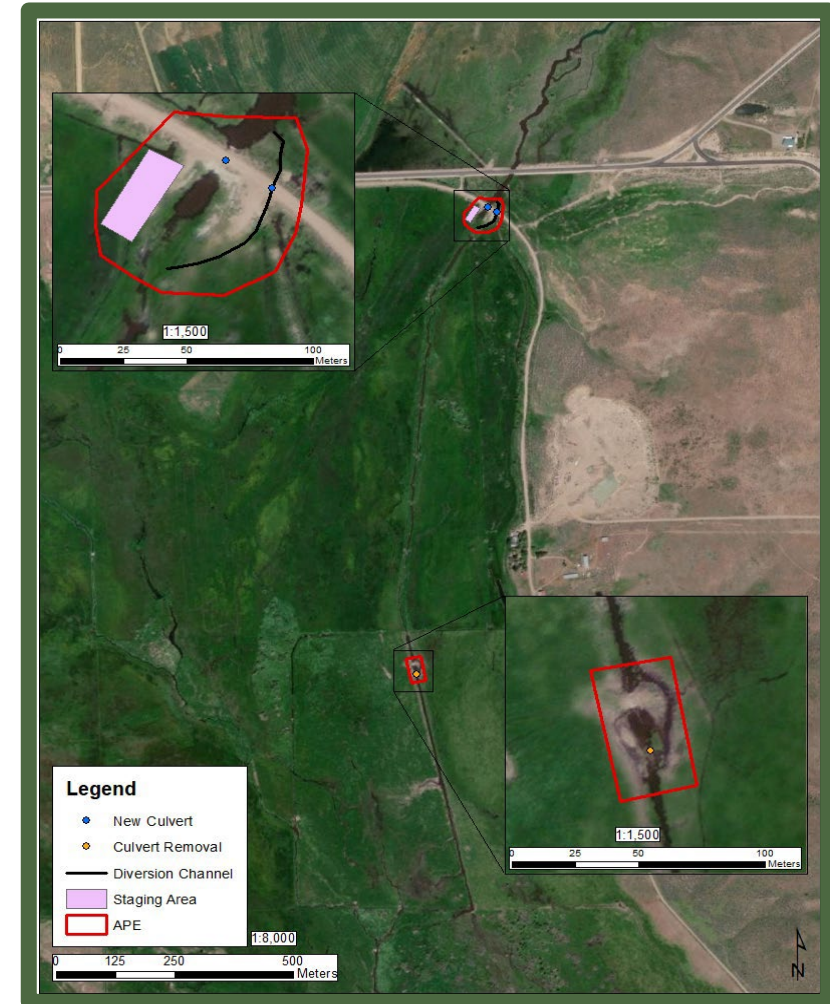 1:1,500
0 25 50 100
Meters
1:1,500
0 25 50 100
Meters
Legend
New Culvert
Culvert Removal
Diversion Channel
Staging Area
APE
1:8,000
0 125 250 500
Meters
N